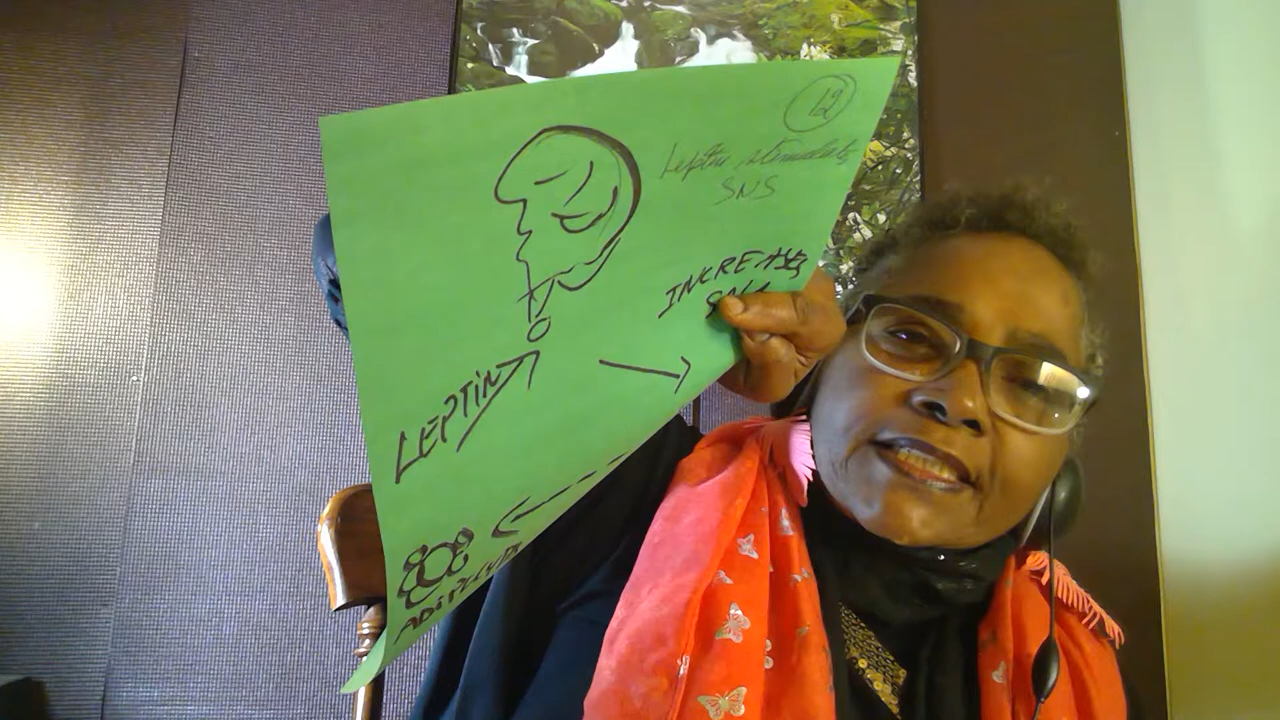 12
Leptin stimulates
SNS
INCREASES
LEPTIN
ADIPOCYTE